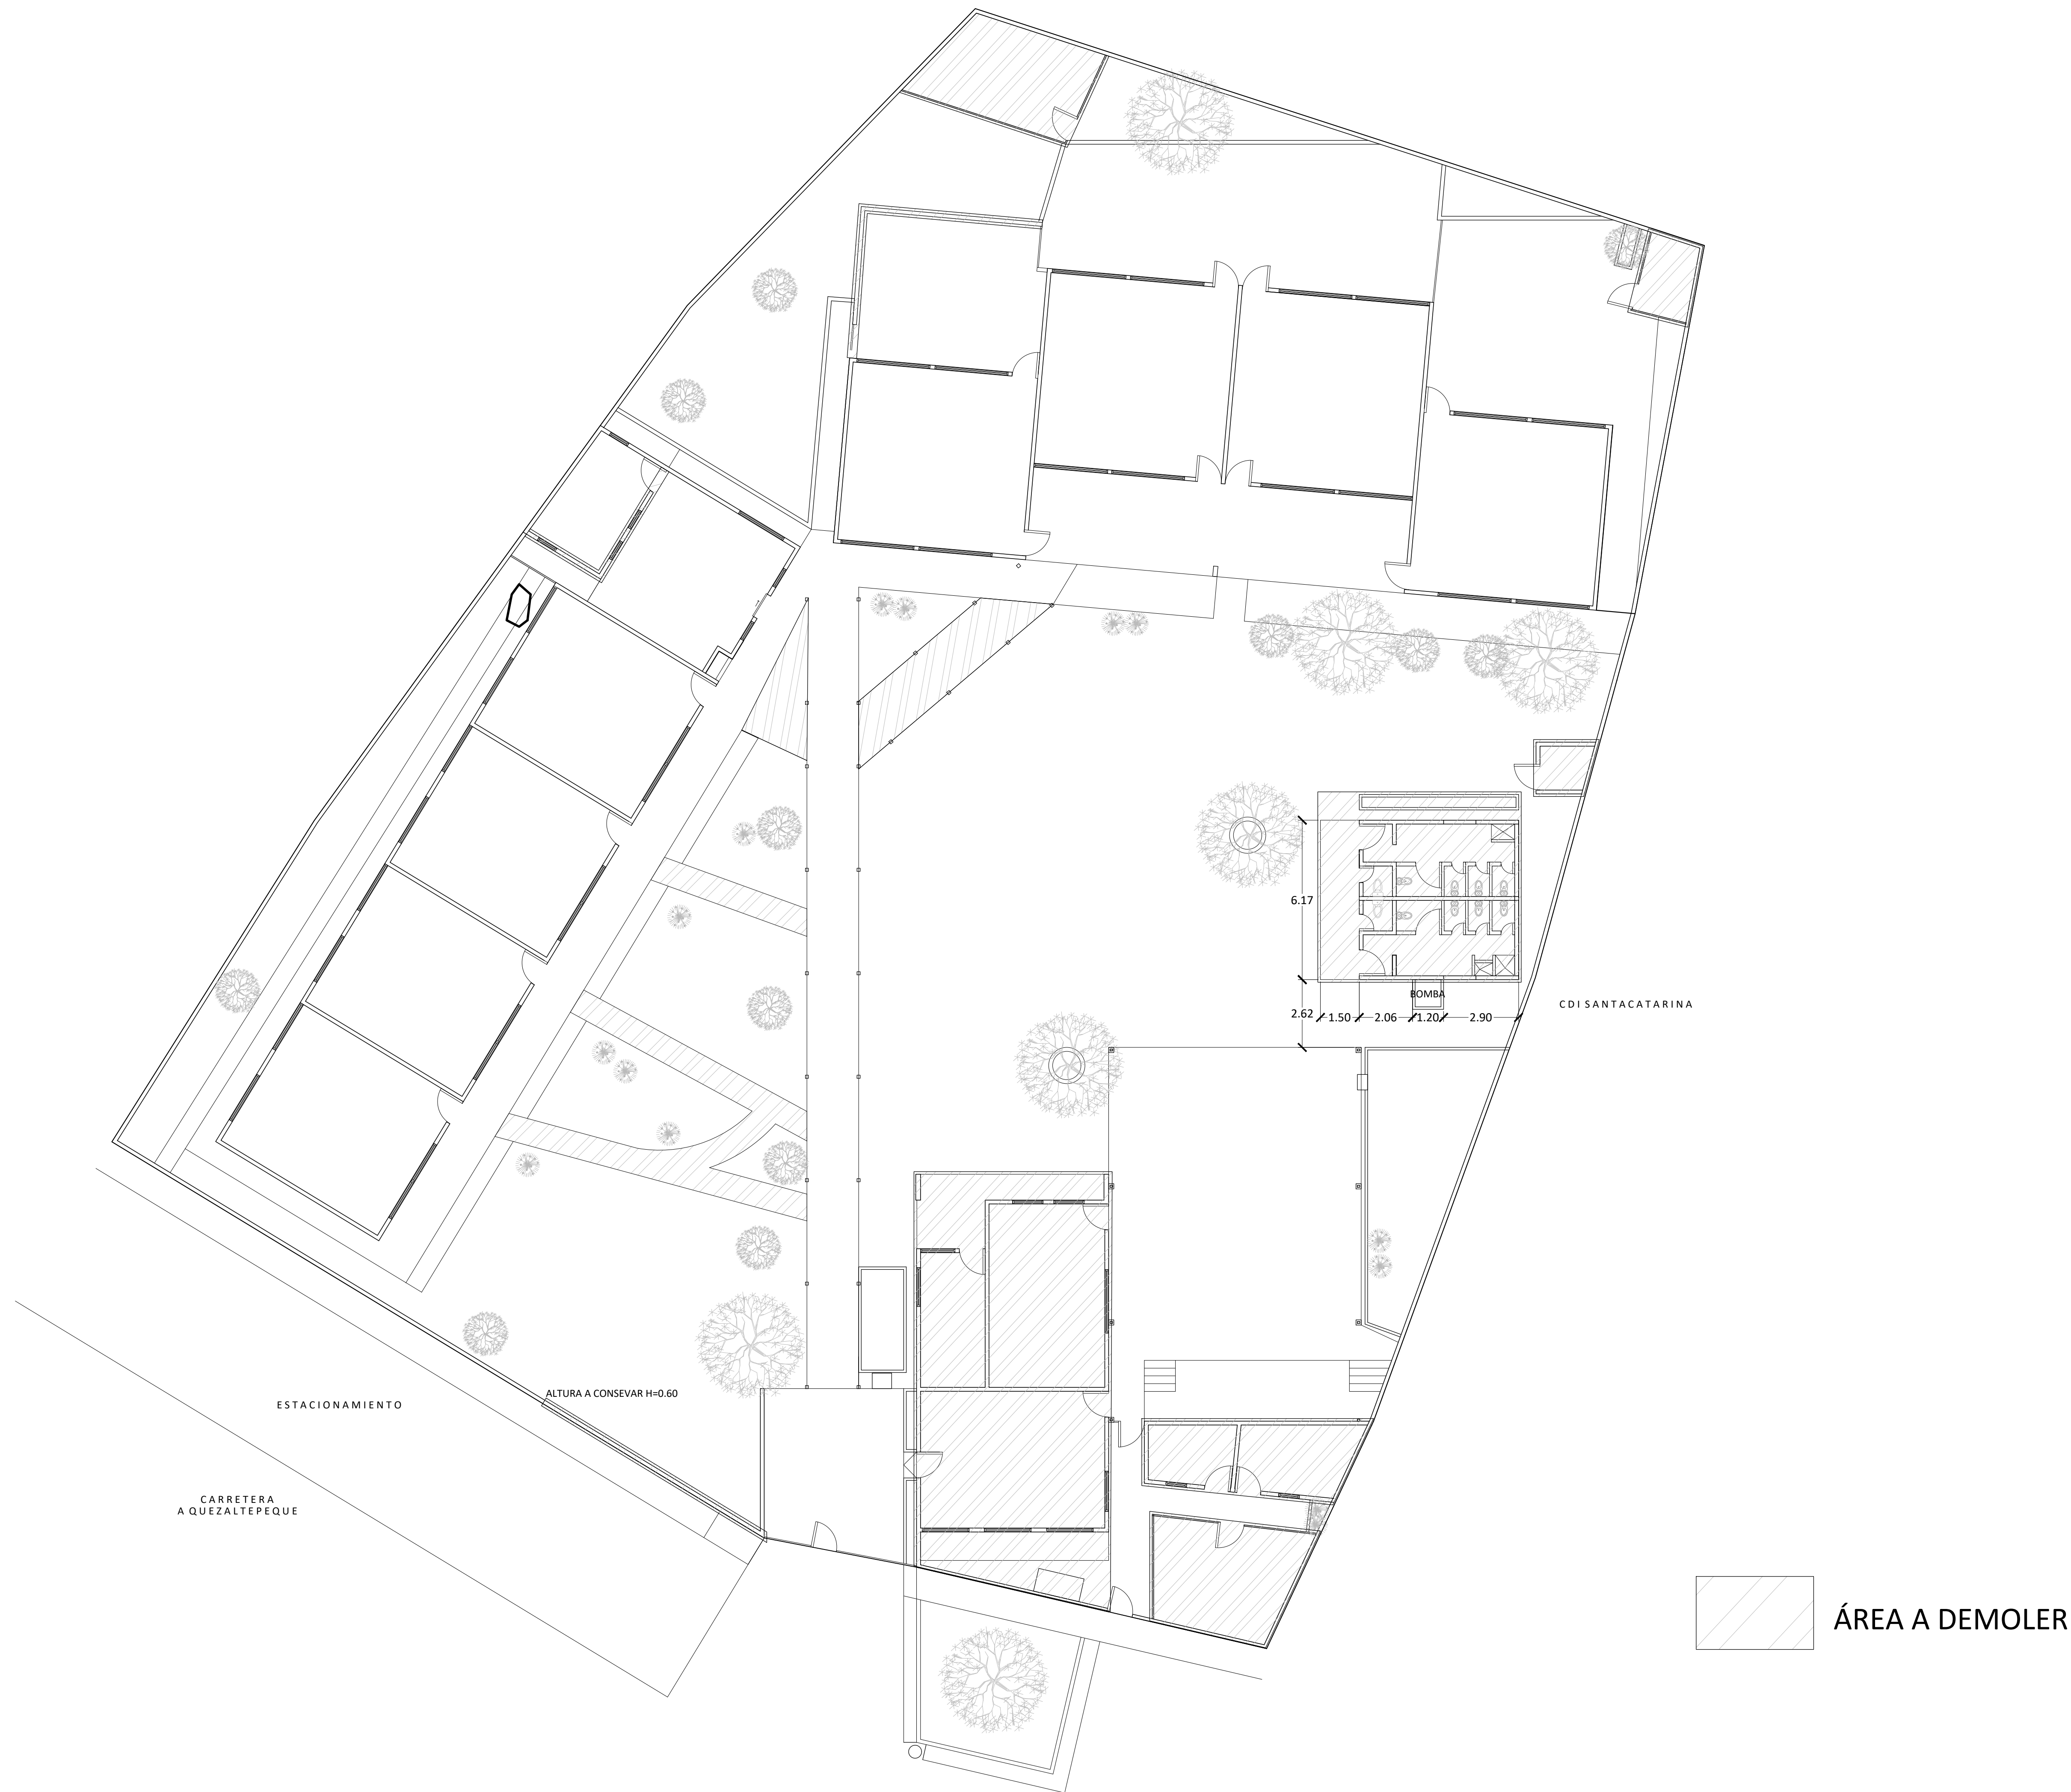 6.17
BOMBA
CDI SANTACATARINA
2.62
1.50
2.06
1.20
2.90
ALTURA A CONSEVAR H=0.60
ESTACIONAMIENTO
CARRETERA
A QUEZALTEPEQUE
ÁREA A DEMOLER